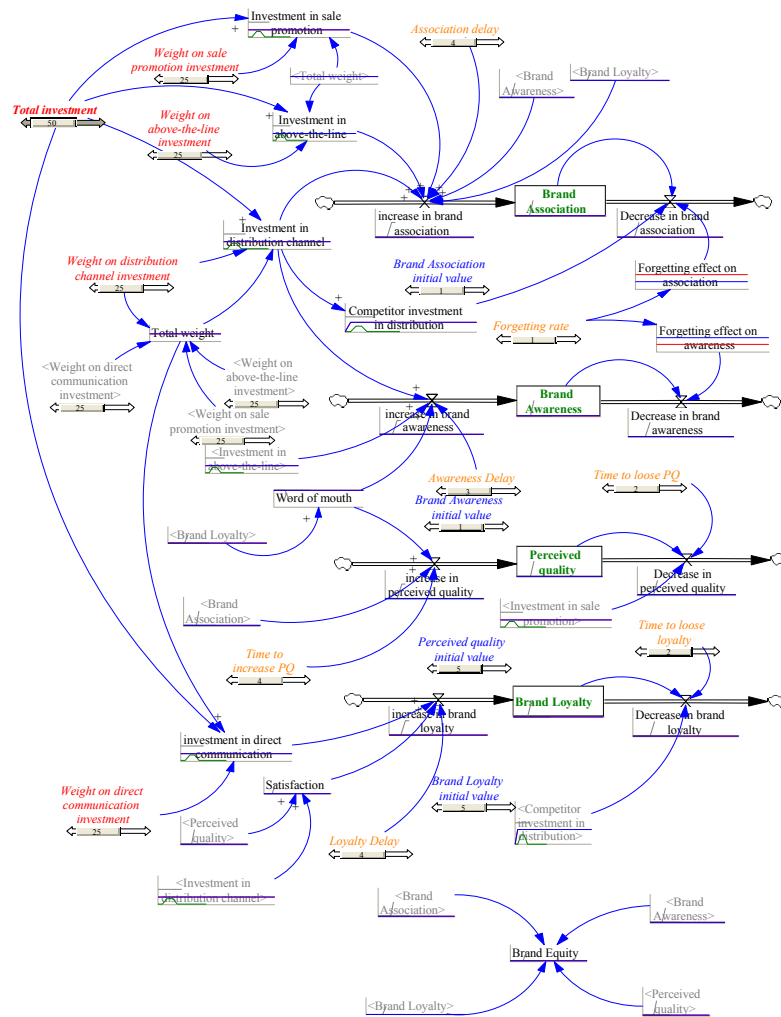 Investment in sale
promotion
+
Association delay
4
Weight on sale
promotion investment
25
<Total weight>
<Brand
Awareness>
<Brand Loyalty>
Total investment
50
Weight on
above-the-line
investment
25
Investment in
above-the-line
+
+
+
+
+
+
Brand
Association
increase in brand
association
Decrease in brand
association
+
Investment in
distribution channel
Weight on distribution
channel investment
25
Brand Association
initial value
1
Forgetting effect on
association
+
Competitor investment
in distribution
Forgetting rate
1
Forgetting effect on
awareness
Total weight
<Weight on direct
communication
investment>
25
<Weight on
above-the-line
investment>
25
<Weight on sale
promotion investment>
25
+
+
increase in brand
awareness
Brand
Awareness
Decrease in brand
awareness
<Investment in
above-the-line>
Awareness Delay
3
Time to loose PQ
2
Word of mouth
+
Brand Awareness
initial value
1
<Brand Loyalty>
+
+
increase in
perceived quality
Perceived
quality
Decrease in
perceived quality
<Brand
Association>
<Investment in sale
promotion>
Time to
increase PQ
4
Perceived quality
initial value
5
Time to loose
loyalty
2
+
increase in brand
loyalty
Brand Loyalty
Decrease in brand
loyalty
+
investment in direct
communication
Weight on direct
communication
investment
25
Satisfaction
+
+
Brand Loyalty
initial value
5
<Competitor
investment in
distribution>
<Perceived
quality>
Loyalty Delay
4
<Investment in
distribution channel>
<Brand
Association>
<Brand
Awareness>
Brand Equity
<Brand Loyalty>
<Perceived
quality>